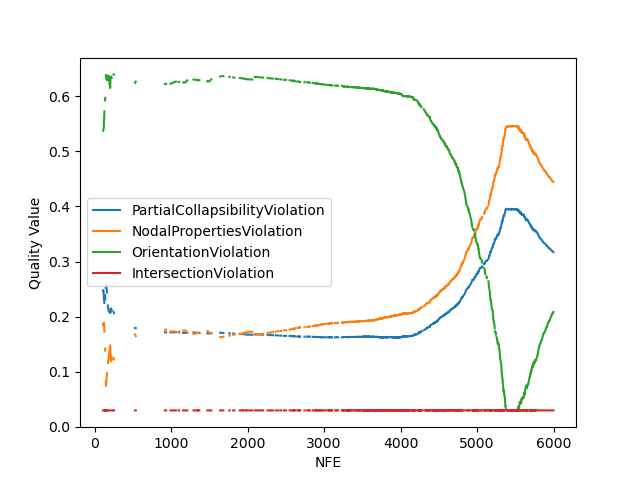 0.6
0.5
0.4
0.3
0.2
0.1
0.0
Quality Value
PartialCollapsibilityViolation
NodalPropertiesViolation
OrientationViolation
IntersectionViolation
0 1000 2000 3000 4000 5000 6000
NFE